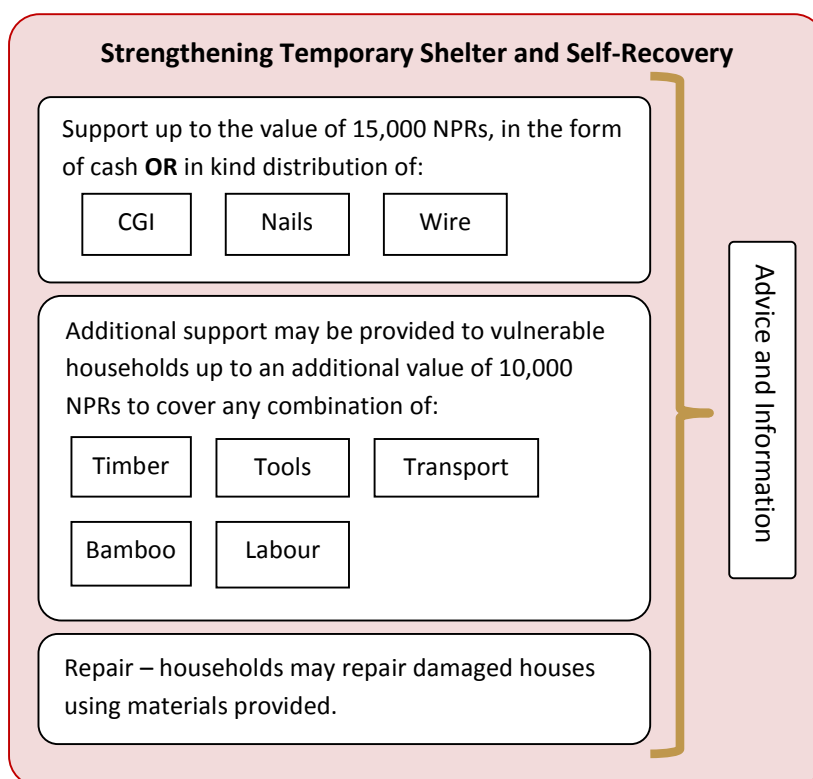 Strengthening Temporary Shelter and Self-Recovery
Support up to the value of 15,000 NPRs, in the form
of cash OR in kind distribution of:
CGI Nails Wire
Additional support may be provided to vulnerable
households up to an additional value of 10,000
NPRs to cover any combination of:
Timber Tools Transport
Bamboo Labour
Repair – households may repair damaged houses
using materials provided.
Advice and Information